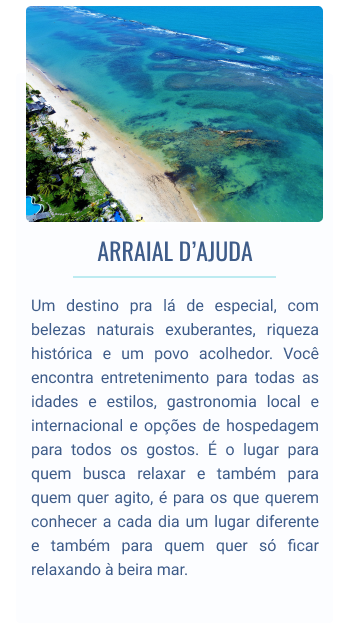 ARRAIAL D'AJUDA
Um destino pra lá de especial, com
belezas naturais exuberantes, riqueza
histórica e um povo acolhedor. Você
encontra entretenimento para todas as
idades e estilos, gastronomia local e
internacional e opções de hospedagem
para todos os gostos. É o lugar para
quem busca relaxar e também para
quem quer agito, é para os que querem
conhecer a cada dia um lugar diferente
e também para quem quer só ficar
relaxando à beira mar.